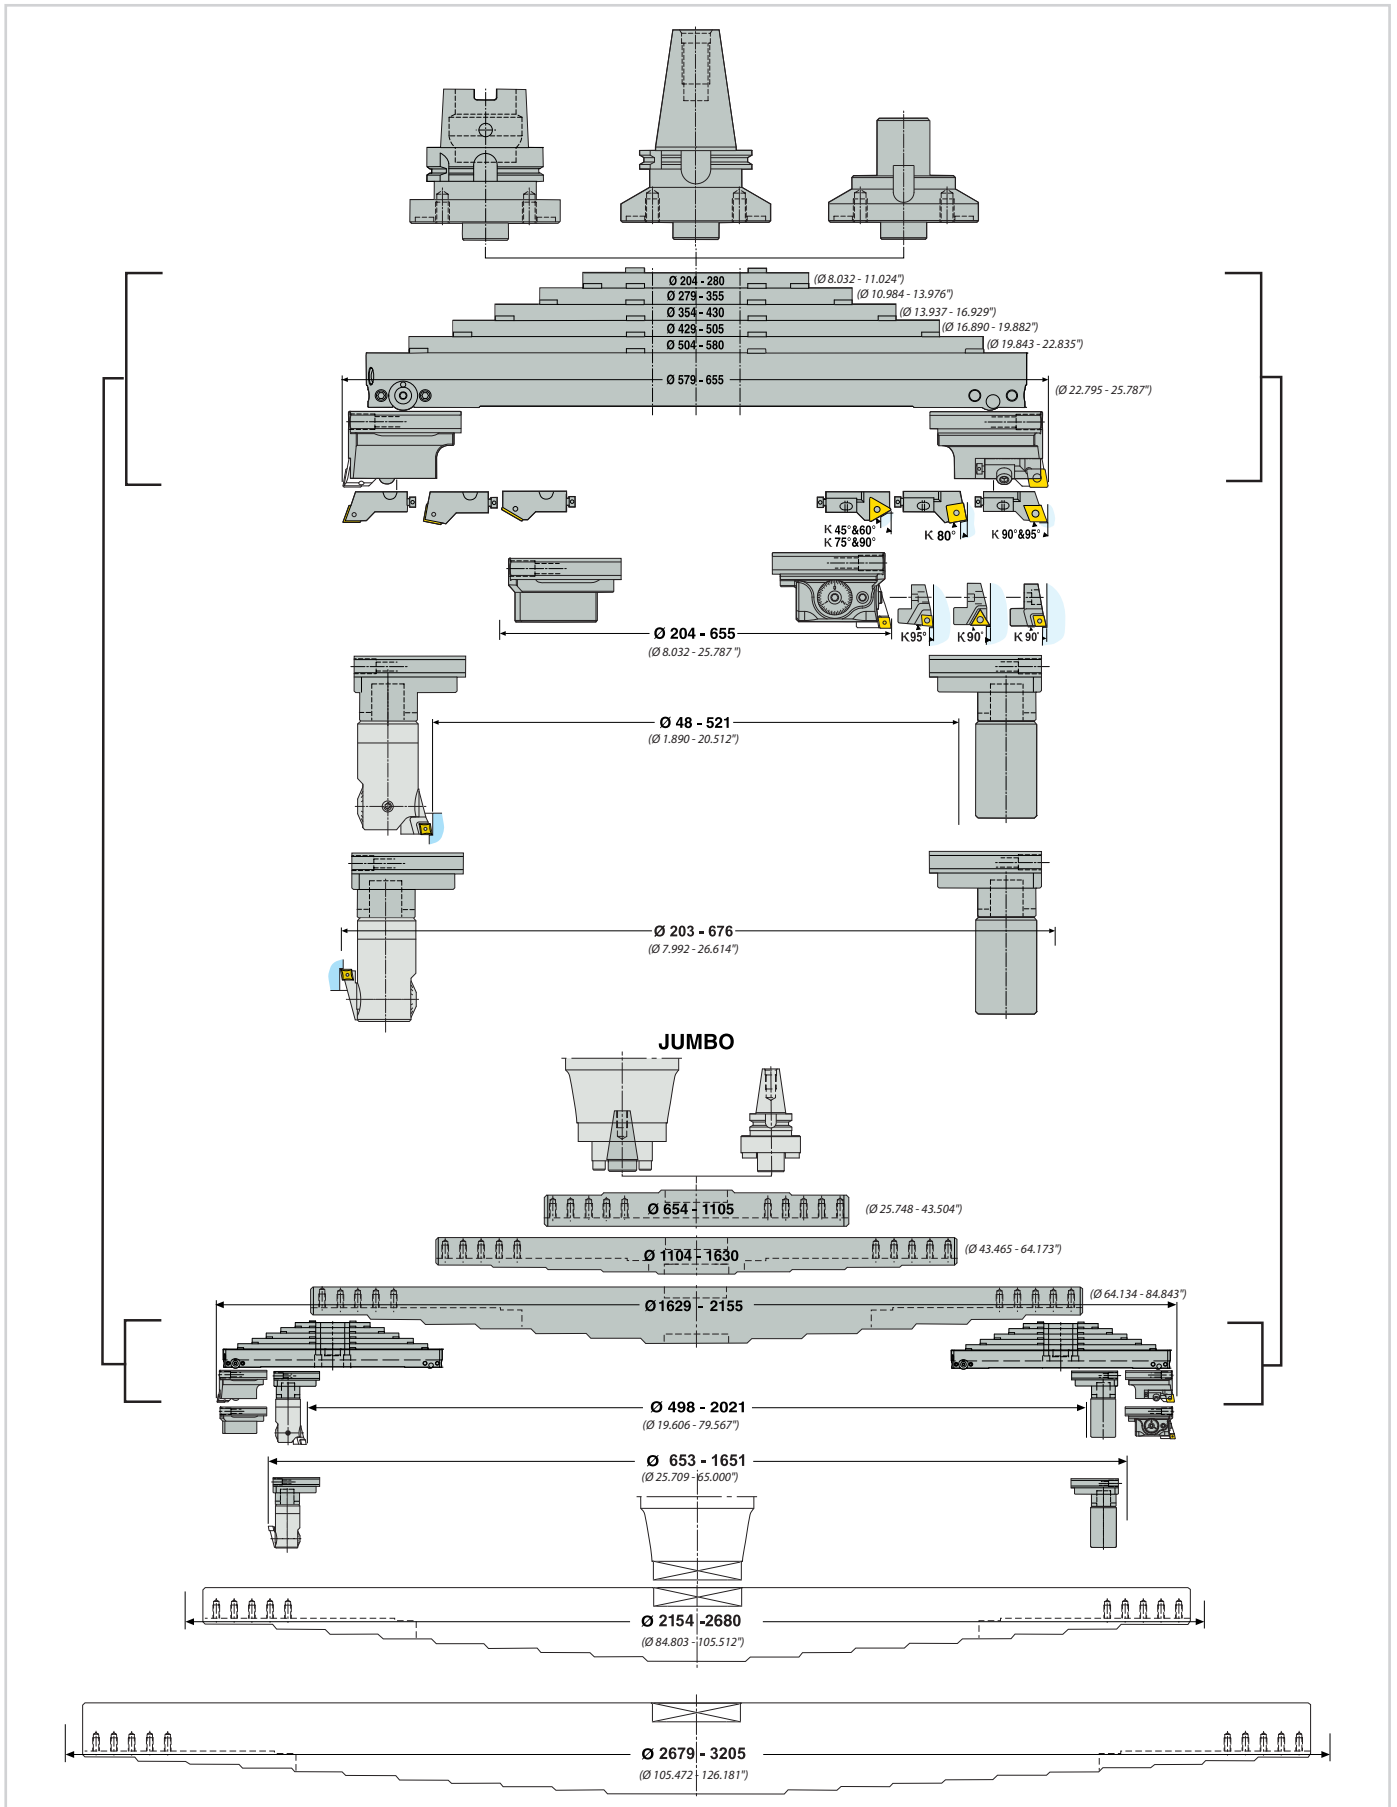 Ø 204 - 280 (Ø 8.032 - 11.024")
Ø 279 - 355 (Ø 10.984 - 13.976")
Ø 354 - 430 (Ø 13.937 - 16.929")
Ø 429 - 505 (Ø 16.890 - 19.882")
Ø 504 - 580 (Ø 19.843 - 22.835")
Ø 579 - 655 (Ø 22.795 - 25.787")
K 45°&60° K 80° K 90°&95°
K 75°&90°
K 95° K 90° K 90°
Ø 204 - 655
(Ø 8.032 - 25.787 ")
Ø 48 - 521
(Ø 1.890 - 20.512")
Ø 203 - 676
(Ø 7.992 - 26.614")
JUMBO
Ø 654 - 1105 (Ø 25.748 - 43.504")
Ø 1104 - 1630 (Ø 43.465 - 64.173")
Ø 1629 - 2155 (Ø 64.134 - 84.843")
Ø 498 - 2021
(Ø 19.606 - 79.567")
Ø 653 - 1651
(Ø 25.709 - 65.000")
Ø 2154 -2680
(Ø 84.803 - 105.512")
Ø 2679 - 3205
(Ø 105.472 - 126.181")